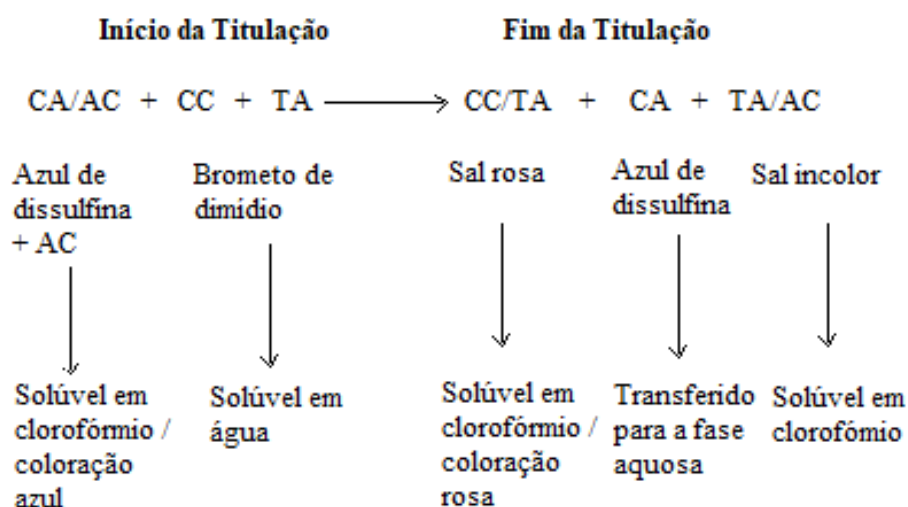 Início da Titulação Fim da Titulação
CA/AC + CC + TA → CC/TA + CA + TA/AC
Azul de dissulfina + AC
Brometo de dimídio
Sal rosa
Azul de dissulfina
Sal incolor
Solúvel em clorofórmio / coloração azul
Solúvel em água
Solúvel em clorofórmio / coloração rosa
Transferido para a fase aquosa
Solúvel em clorofómio